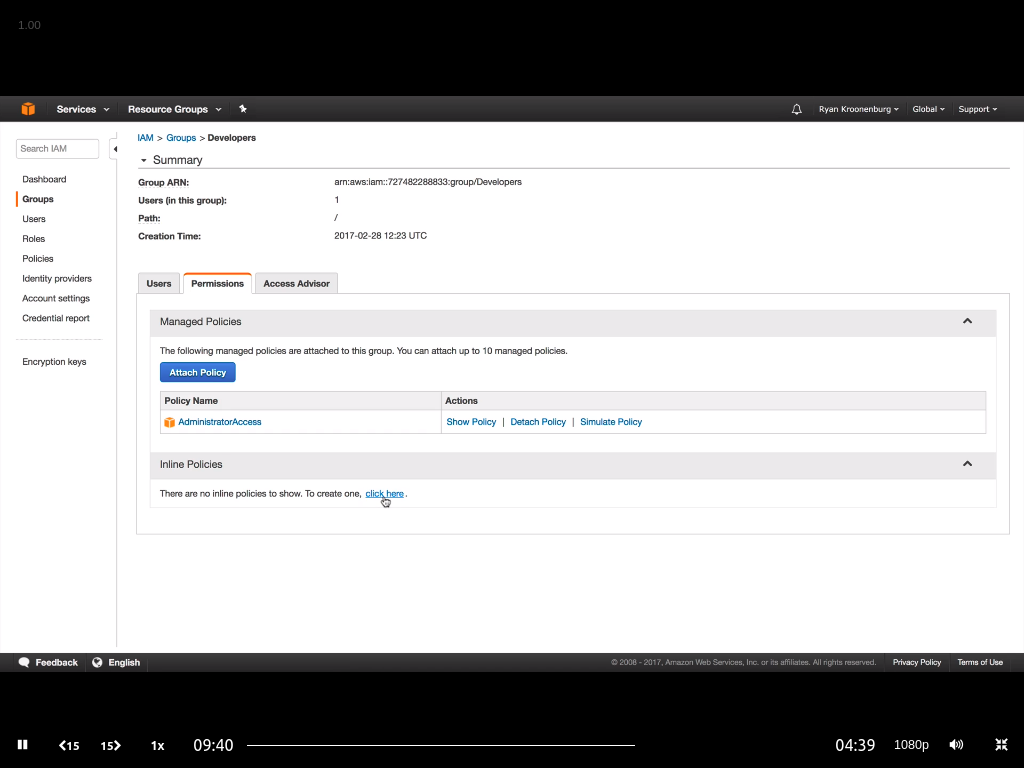 1.00
Services Resource Groups Ryan Kroonenburg Global Support
Search IAM
Dashboard
Groups
Users
Roles
Policies
Identity providers
Account settings
Credential report
Encryption keys
IAM > Groups > Developers
Summary
Group ARN: arn:aws:iam::727482288833:group/Developers
Users (in this group): 1
Path: /
Creation Time: 2017-02-28 12:23 UTC
Users Permissions Access Advisor
Managed Policies
The following managed policies are attached to this group. You can attach up to 10 managed policies.
Attach Policy
Policy Name Actions
AdministratorAccess Show Policy | Detach Policy | Simulate Policy
Inline Policies
There are no inline policies to show. To create one, click here.
Feedback English © 2008 - 2017, Amazon Web Services, Inc. or its affiliates. All rights reserved. Privacy Policy Terms of Use
15 15 1x 09:40 04:39 1080p